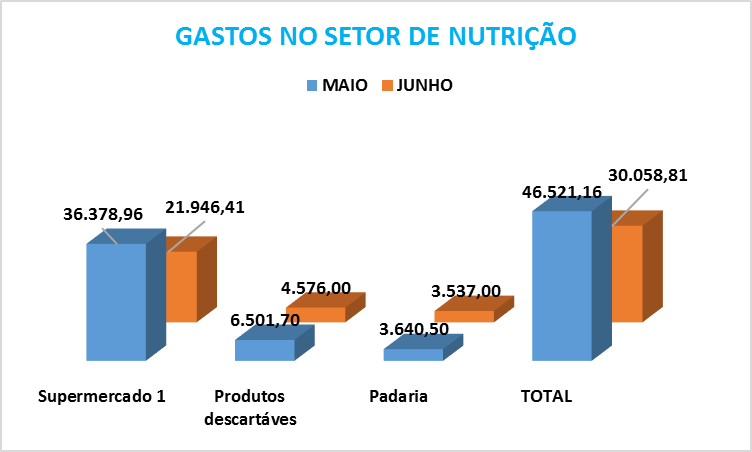 GASTOS NO SETOR DE NUTRIÇÃO
MAIO JUNHO
36.378,96
21.946,41
6.501,70
4.576,00
3.640,50
3.537,00
46.521,16
30.058,81
Supermercado 1
Produtos
descartáves
Padaria
TOTAL